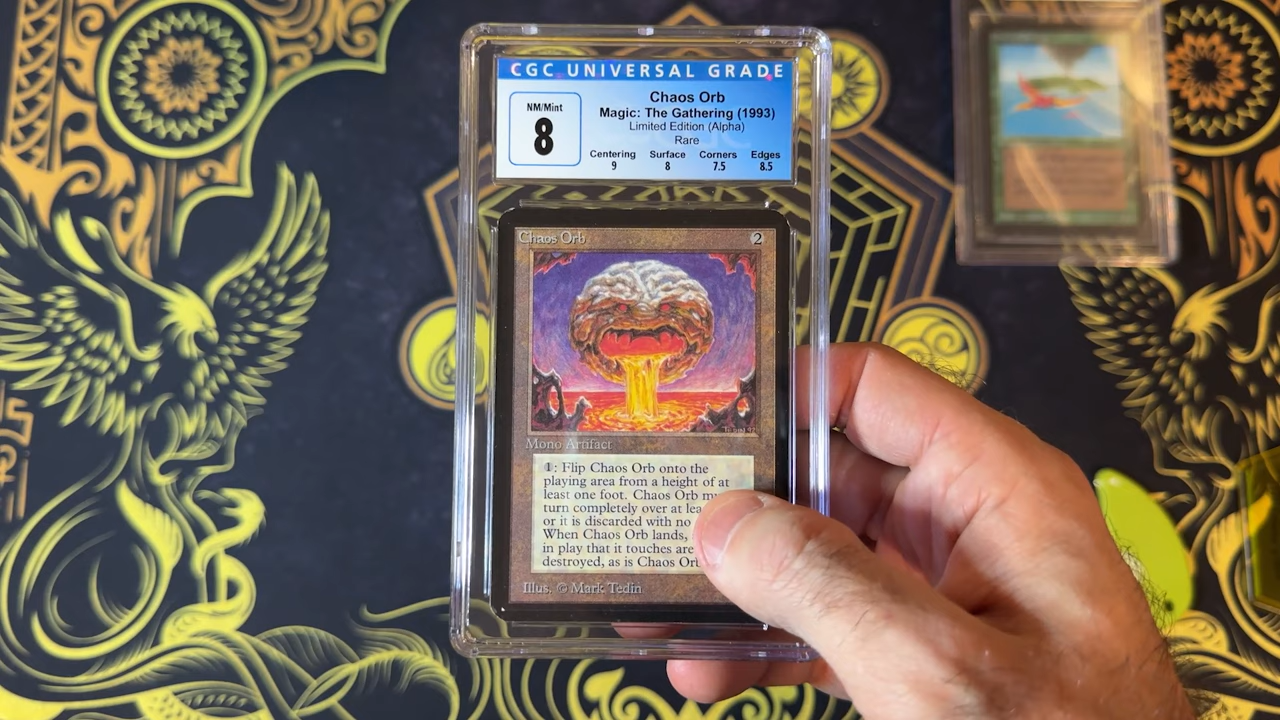 CGC UNIVERSAL GRADE
NM/Mint
8
Chaos Orb
Magic: The Gathering (1993)
Limited Edition (Alpha)
Rare
Centering Surface Corners Edges
9 8 7.5 8.5
Chaos Orb 2
Mono Artifact
1: Flip Chaos Orb onto the
playing area from a height of at
least one foot. Chaos Orb
turn completely over at
or it is discarded with no
When Chaos Orb lands,
in play that it touches are
destroyed, as is Chaos
Illus. © Mark Tedin